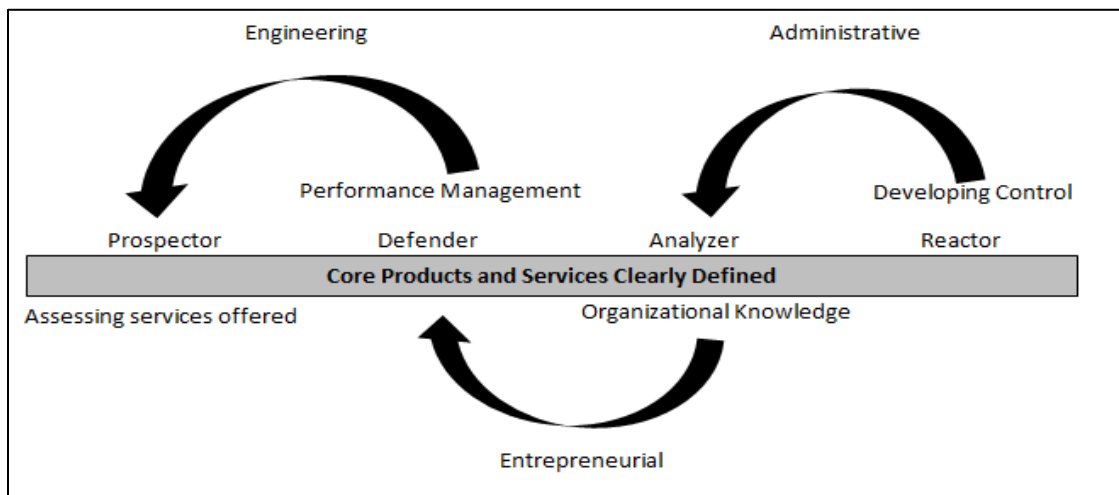 Engineering
Administrative
Performance Management
Developing Control
Prospector
Defender
Analyzer
Reactor
Core Products and Services Clearly Defined
Assessing services offered
Organizational Knowledge
Entrepreneurial